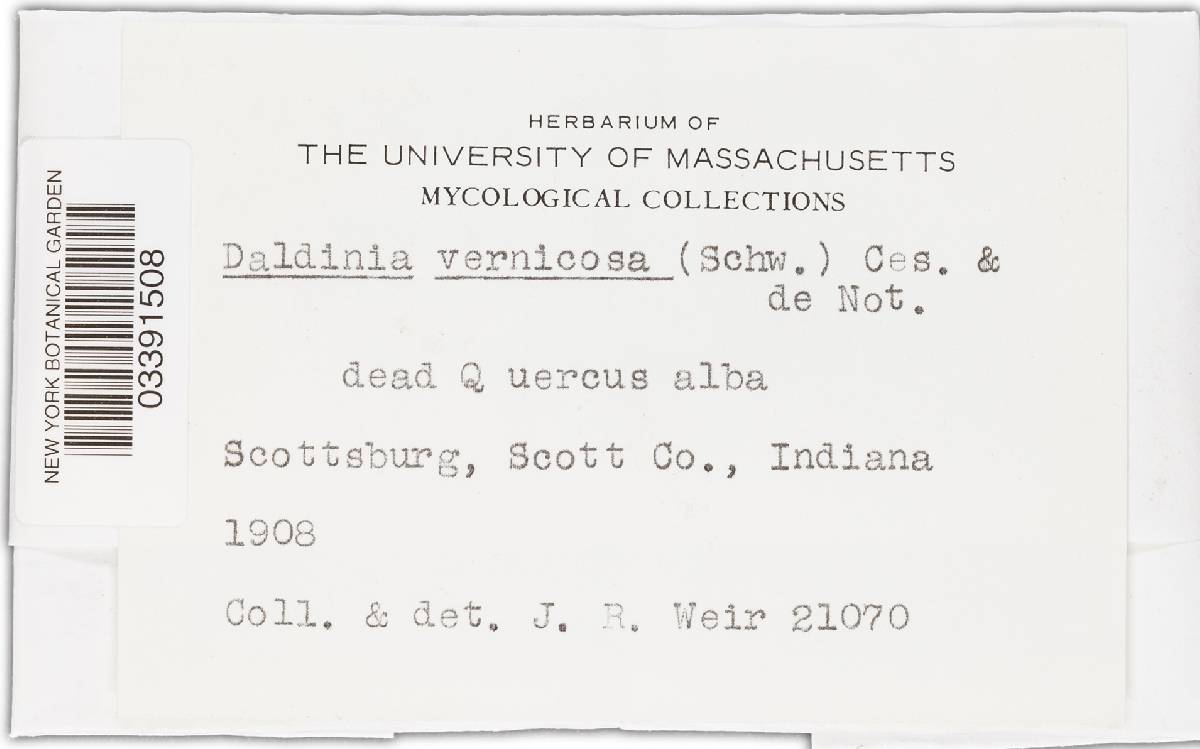 HERBARIUM OF
THE UNIVERSITY OF MASSACHUSETTS
MYCOLOGICAL COLLECTIONS
Daldinia vernicosa (Schw.) Ces. &
de Not.
dead Q uercus alba
Scottsburg, Scott Co., Indiana
1908
Coll. & det. J. R. Weir 21070
NEW YORK BOTANICAL GARDEN
03391508